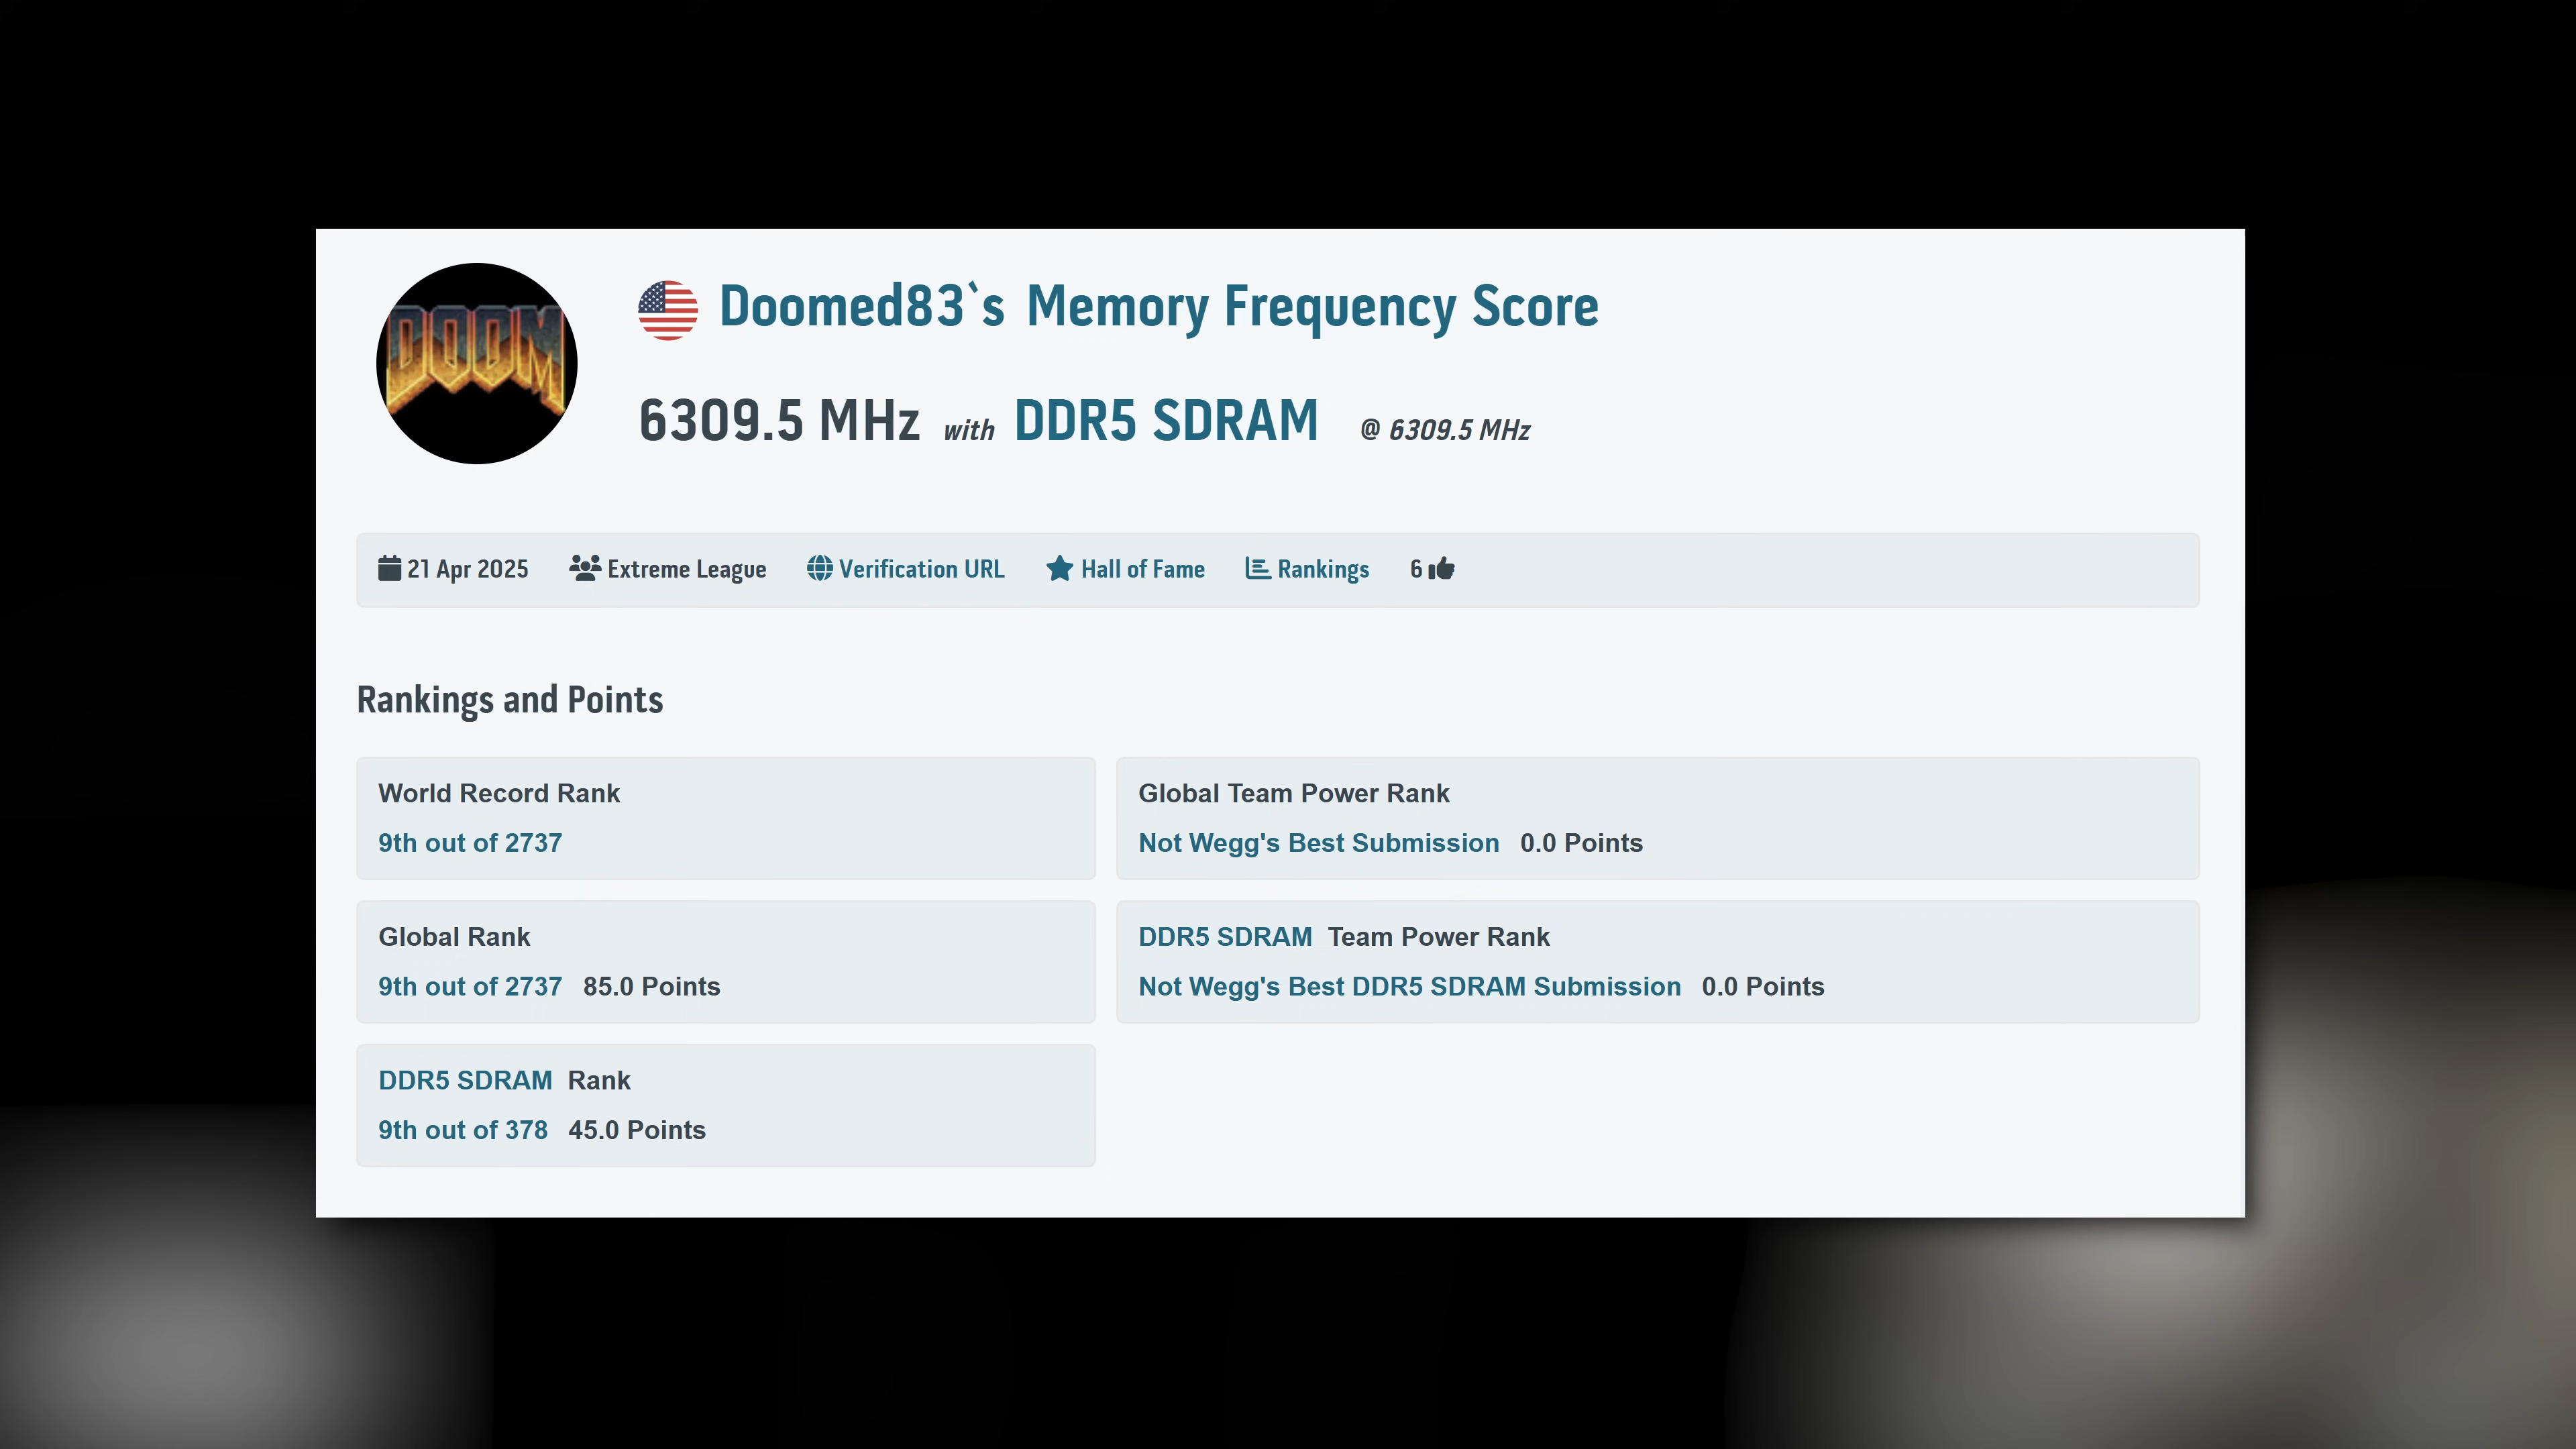 DOOM
Doomed83`s Memory Frequency Score
6309.5 MHz with DDR5 SDRAM @ 6309.5 MHz
21 Apr 2025 Extreme League Verification URL Hall of Fame Rankings 6
Rankings and Points
World Record Rank
9th out of 2737
Global Team Power Rank
Not Wegg's Best Submission 0.0 Points
Global Rank
9th out of 2737 85.0 Points
DDR5 SDRAM Team Power Rank
Not Wegg's Best DDR5 SDRAM Submission 0.0 Points
DDR5 SDRAM Rank
9th out of 378 45.0 Points